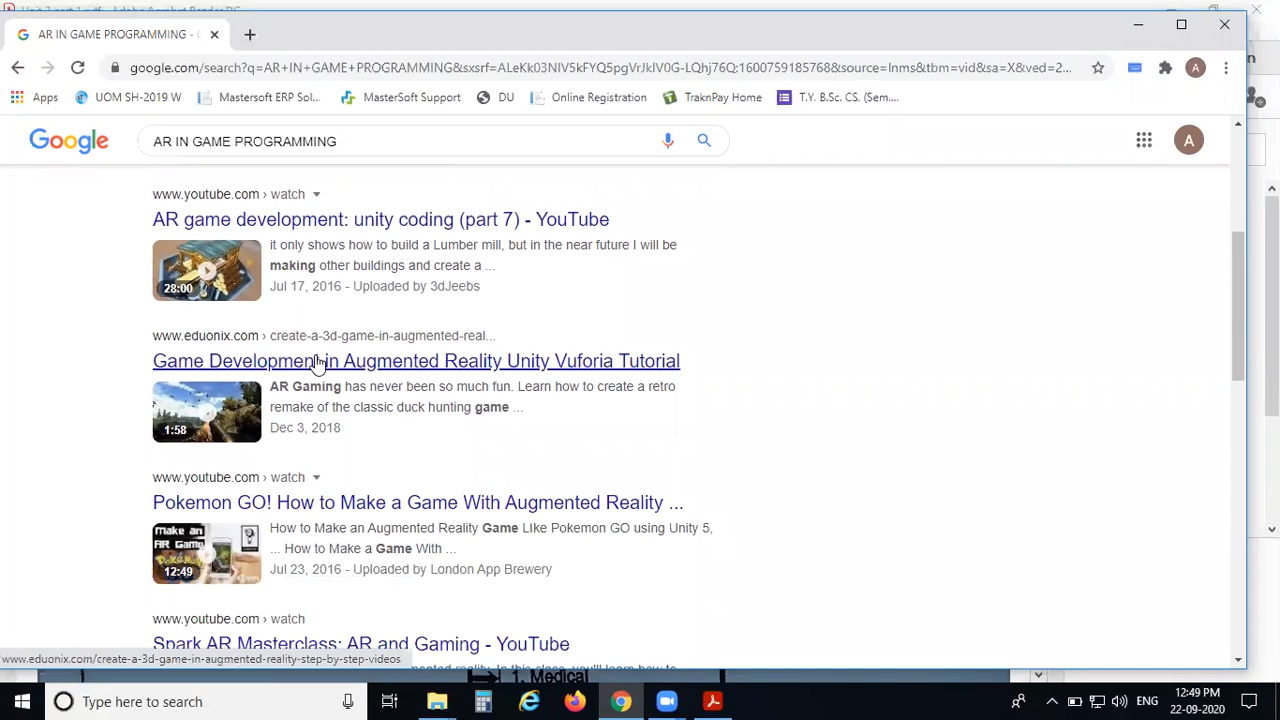 AR IN GAME PROGRAMMING -
google.com/search?q=AR+IN+GAME+PROGRAMMING&sxsrf=ALeKk03NIV5kFYQ5pgVrJkIV0G-LQhj76Q:1600759185768&source=lnms&tbm=vid&sa=X&ved=2...
A
Apps
UOM SH-2019 W
Mastersoft ERP Sol...
MasterSoft Support
DU
Online Registration
TraknPay Home
T.Y. B.Sc. CS. (Sem....
Google
AR IN GAME PROGRAMMING
A
www.youtube.com › watch
AR game development: unity coding (part 7) - YouTube
it only shows how to build a Lumber mill, but in the near future I will be
making other buildings and create a ...
28:00
Jul 17, 2016 - Uploaded by 3dJeebs
www.eduonix.com › create-a-3d-game-in-augmented-real...
Game Development in Augmented Reality Unity Vuforia Tutorial
AR Gaming has never been so much fun. Learn how to create a retro
remake of the classic duck hunting game ...
1:58
Dec 3, 2018
www.youtube.com › watch
Pokemon GO! How to Make a Game With Augmented Reality ...
How to Make an Augmented Reality Game LIke Pokemon GO using Unity 5,
... How to Make a Game With ...
Make an
AR Game
12:49
Jul 23, 2016 - Uploaded by London App Brewery
www.youtube.com › watch
Spark AR Masterclass: AR and Gaming - YouTube
www.eduonix.com/create-a-3d-game-in-augmented-reality-step-by-step-videos
1. Medical
Type here to search
ENG
12:49 PM
22-09-2020